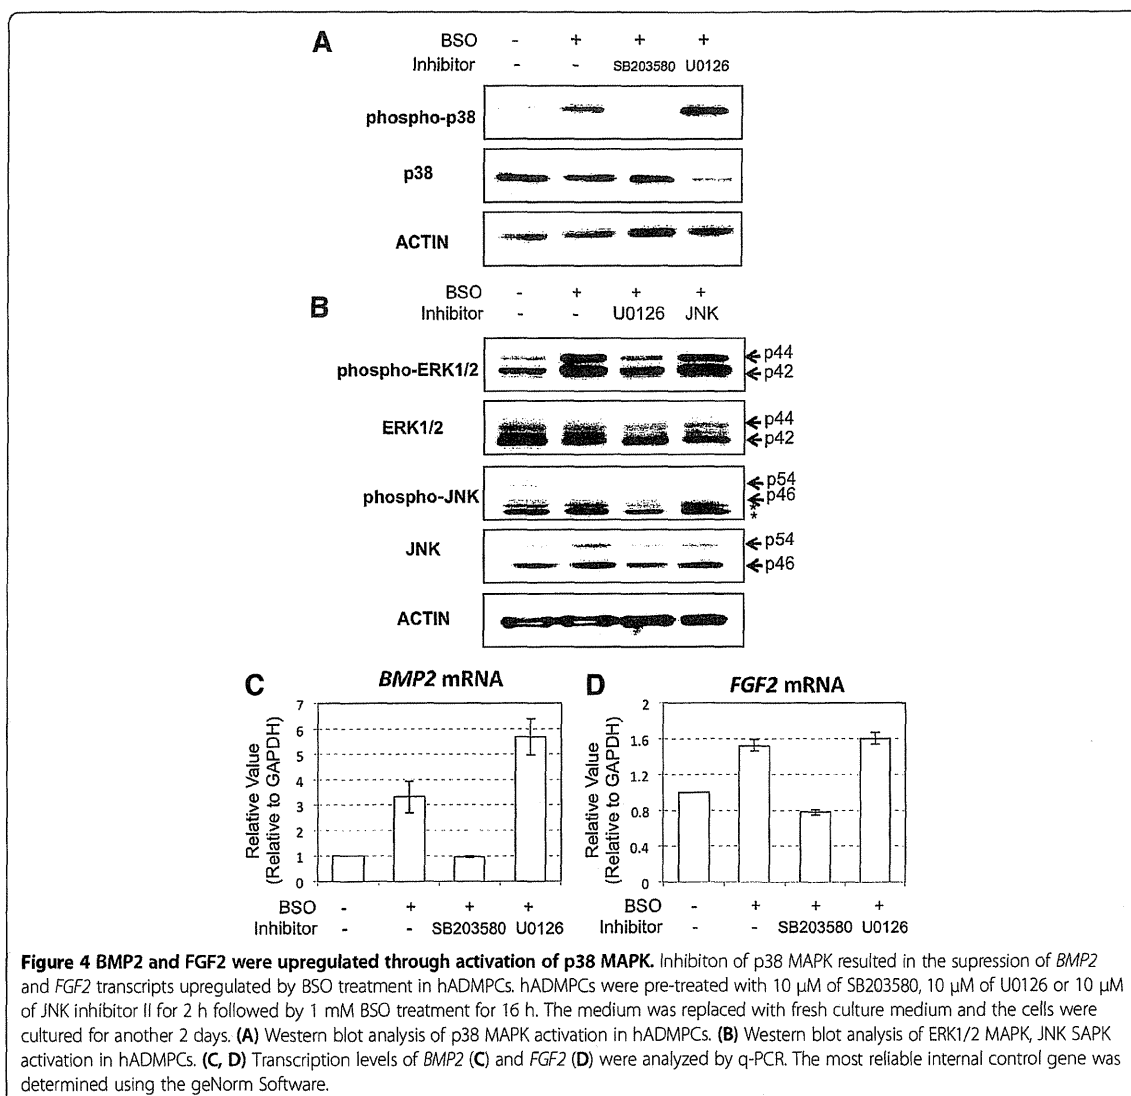 A
BSO - + + +
Inhibitor - - SB203580 U0126
phospho-p38
p38
ACTIN
B
BSO - + + +
Inhibitor - - U0126 JNK
phospho-ERK1/2
p44
p42
ERK1/2
p44
p42
phospho-JNK
p54
p46
*
*
JNK
p54
p46
ACTIN
C
BMP2 mRNA
Relative Value
(Relative to GAPDH)
7
6
5
4
3
2
1
0
BSO - + + +
Inhibitor - - SB203580 U0126
D
FGF2 mRNA
Relative Value
(Relative to GAPDH)
2
1.6
1.2
0.8
0.4
0
BSO - + + +
Inhibitor - - SB203580 U0126
Figure 4 BMP2 and FGF2 were upregulated through activation of p38 MAPK. Inhibiton of p38 MAPK resulted in the supression of BMP2
and FGF2 transcripts upregulated by BSO treatment in hADMPCs. hADMPCs were pre-treated with 10 μM of SB203580, 10 μM of U0126 or 10 μM
of JNK inhibitor II for 2 h followed by 1 mM BSO treatment for 16 h. The medium was replaced with fresh culture medium and the cells were
cultured for another 2 days. (A) Western blot analysis of p38 MAPK activation in hADMPCs. (B) Western blot analysis of ERK1/2 MAPK, JNK SAPK
activation in hADMPCs. (C, D) Transcription levels of BMP2 (C) and FGF2 (D) were analyzed by q-PCR. The most reliable internal control gene was
determined using the geNorm Software.